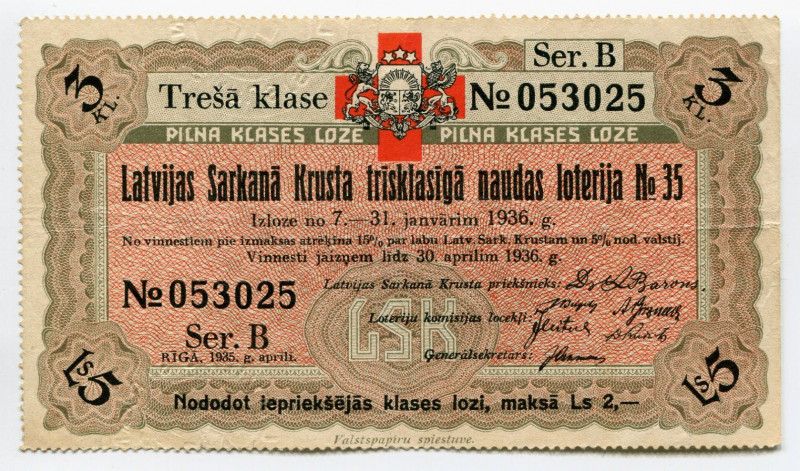 Ser. B
3 KL.
Trešā klase
№ 053025
3 KL.
PILNA KLASES LOZE PILNA KLASES LOZE
Latvijas Sarkanā Krusta trīsklasīgā naudas loterija № 35
Izloze no 7.—31. janvārim 1936. g.
No vinnestiem pie izmaksas atrēķina 15% par labu Latv. Sark. Krustam un 5% nod. valstij.
Vinnesti jāizņem līdz 30. aprīlim 1936. g.
Latvijas Sarkanā Krusta priekšnieks: Dr. K. Barons.
№ 053025
Loteriju komisijas locekļi:
Ser. B
LSK
RĪGĀ, 1935. g. aprīlī.
Ģenerālsekretārs:
Ls 5
Ls 5
Nododot iepriekšējās klases lozi, maksā Ls 2,—
Valstspapīru spiestuve.